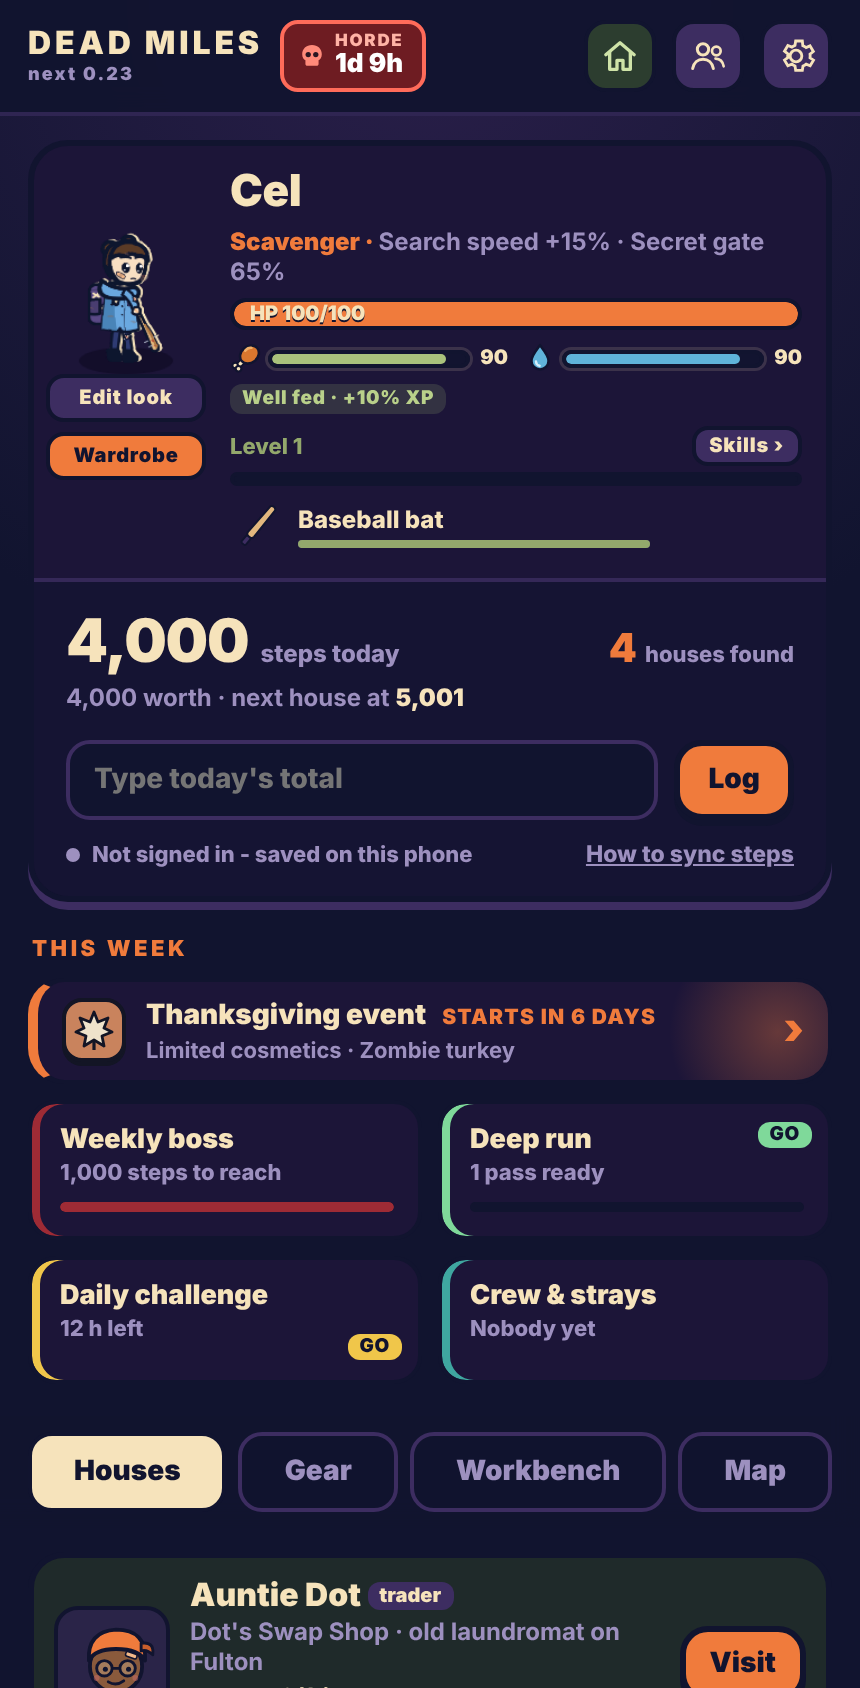 DEAD MILES
next 0.23
HORDE
1d 9h
Cel
Scavenger · Search speed +15% · Secret gate
65%
HP 100/100
90
90
Edit look
Well fed · +10% XP
Wardrobe
Level 1
Skills ›
Baseball bat
4,000 steps today
4 houses found
4,000 worth · next house at 5,001
Type today's total
Log
Not signed in - saved on this phone
How to sync steps
THIS WEEK
Thanksgiving event STARTS IN 6 DAYS
Limited cosmetics · Zombie turkey
Weekly boss
1,000 steps to reach
Deep run
GO
1 pass ready
Daily challenge
12 h left
GO
Crew & strays
Nobody yet
Houses
Gear
Workbench
Map
Auntie Dot trader
Dot's Swap Shop · old laundromat on
Fulton
Visit